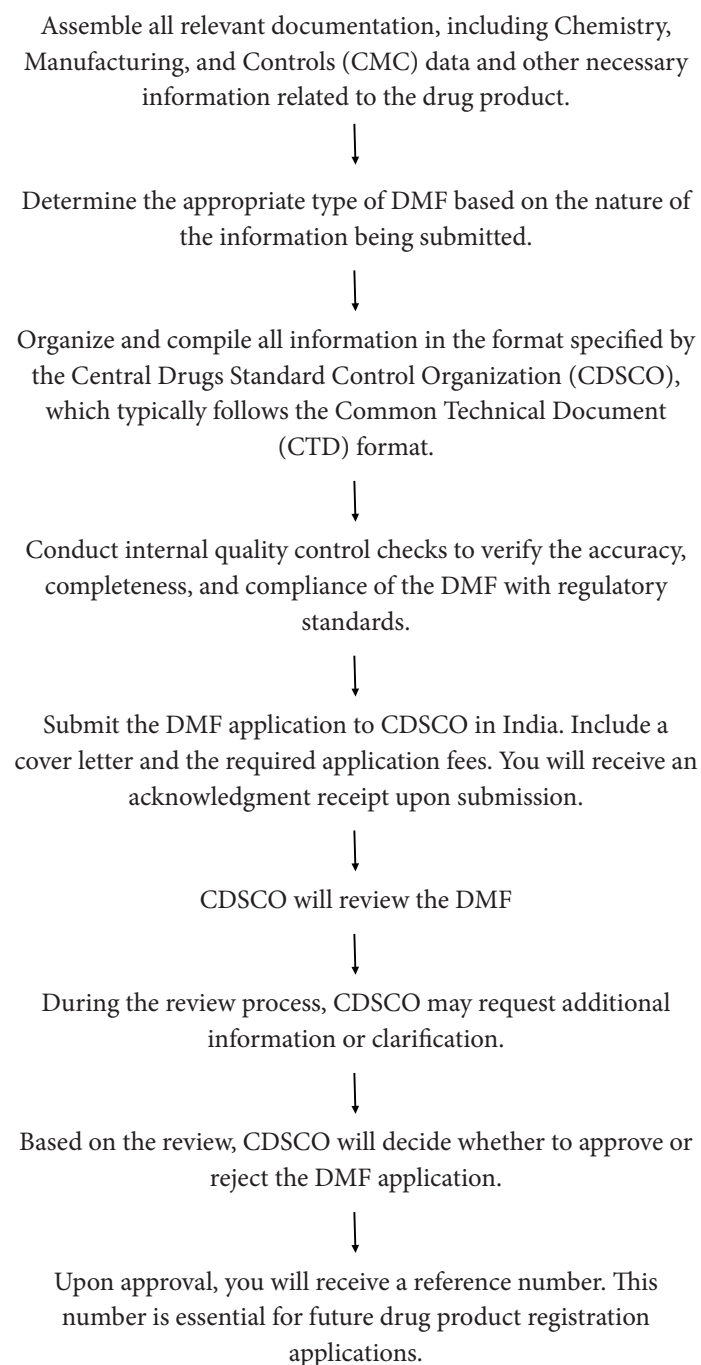 Assemble all relevant documentation, including Chemistry,
Manufacturing, and Controls (CMC) data and other necessary
information related to the drug product.
Determine the appropriate type of DMF based on the nature of
the information being submitted.
Organize and compile all information in the format specified by
the Central Drugs Standard Control Organization (CDSCO),
which typically follows the Common Technical Document
(CTD) format.
Conduct internal quality control checks to verify the accuracy,
completeness, and compliance of the DMF with regulatory
standards.
Submit the DMF application to CDSCO in India. Include a
cover letter and the required application fees. You will receive an
acknowledgment receipt upon submission.
CDSCO will review the DMF
During the review process, CDSCO may request additional
information or clarification.
Based on the review, CDSCO will decide whether to approve or
reject the DMF application.
Upon approval, you will receive a reference number. This
number is essential for future drug product registration
applications.